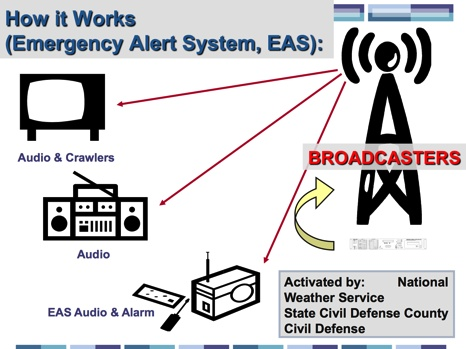 How it Works
(Emergency Alert System, EAS):
Audio & Crawlers
BROADCASTERS
Audio
EAS Audio & Alarm
Activated by: National
Weather Service
State Civil Defense County
Civil Defense